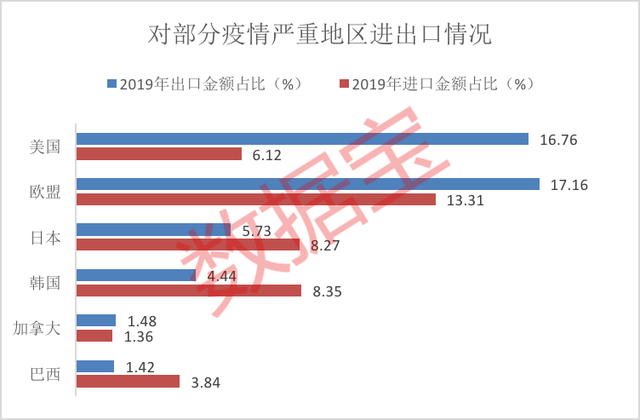 对部分疫情严重地区进出口情况
2019年出口金额占比（%） 2019年进口金额占比（%）
美国 16.76
6.12
欧盟 17.16
13.31
日本 5.73
8.27
韩国 4.44
8.35
加拿大 1.48
1.36
巴西 1.42
3.84
数据宝